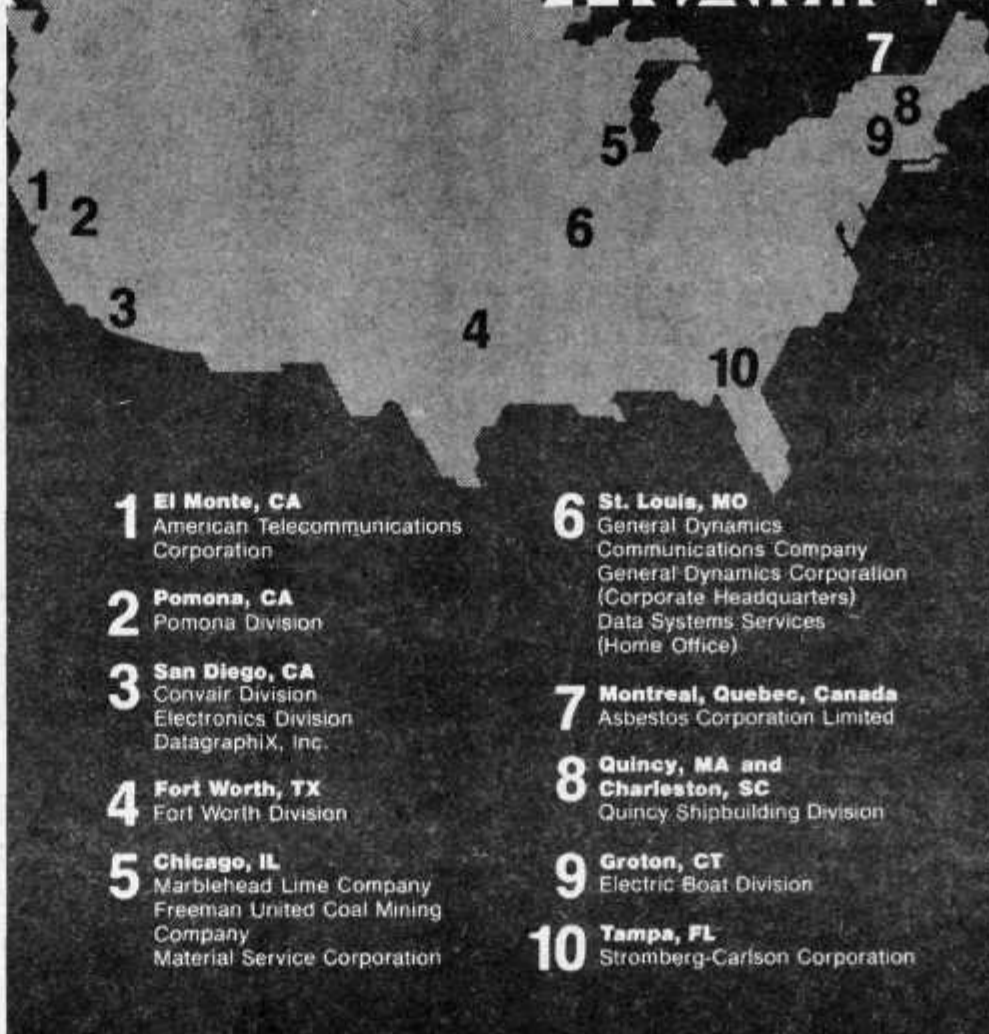 7
8
5
9
1
2
6
3
4
10
1 El Monte, CA
American Telecommunications
Corporation
2 Pomona, CA
Pomona Division
3 San Diego, CA
Convair Division
Electronics Division
DatagraphiX, Inc.
4 Fort Worth, TX
Fort Worth Division
5 Chicago, IL
Marblehead Lime Company
Freeman United Coal Mining
Company
Material Service Corporation
6 St. Louis, MO
General Dynamics
Communications Company
General Dynamics Corporation
(Corporate Headquarters)
Data Systems Services
(Home Office)
7 Montreal, Quebec, Canada
Asbestos Corporation Limited
8 Quincy, MA and
Charleston, SC
Quincy Shipbuilding Division
9 Groton, CT
Electric Boat Division
10 Tampa, FL
Stromberg-Carlson Corporation